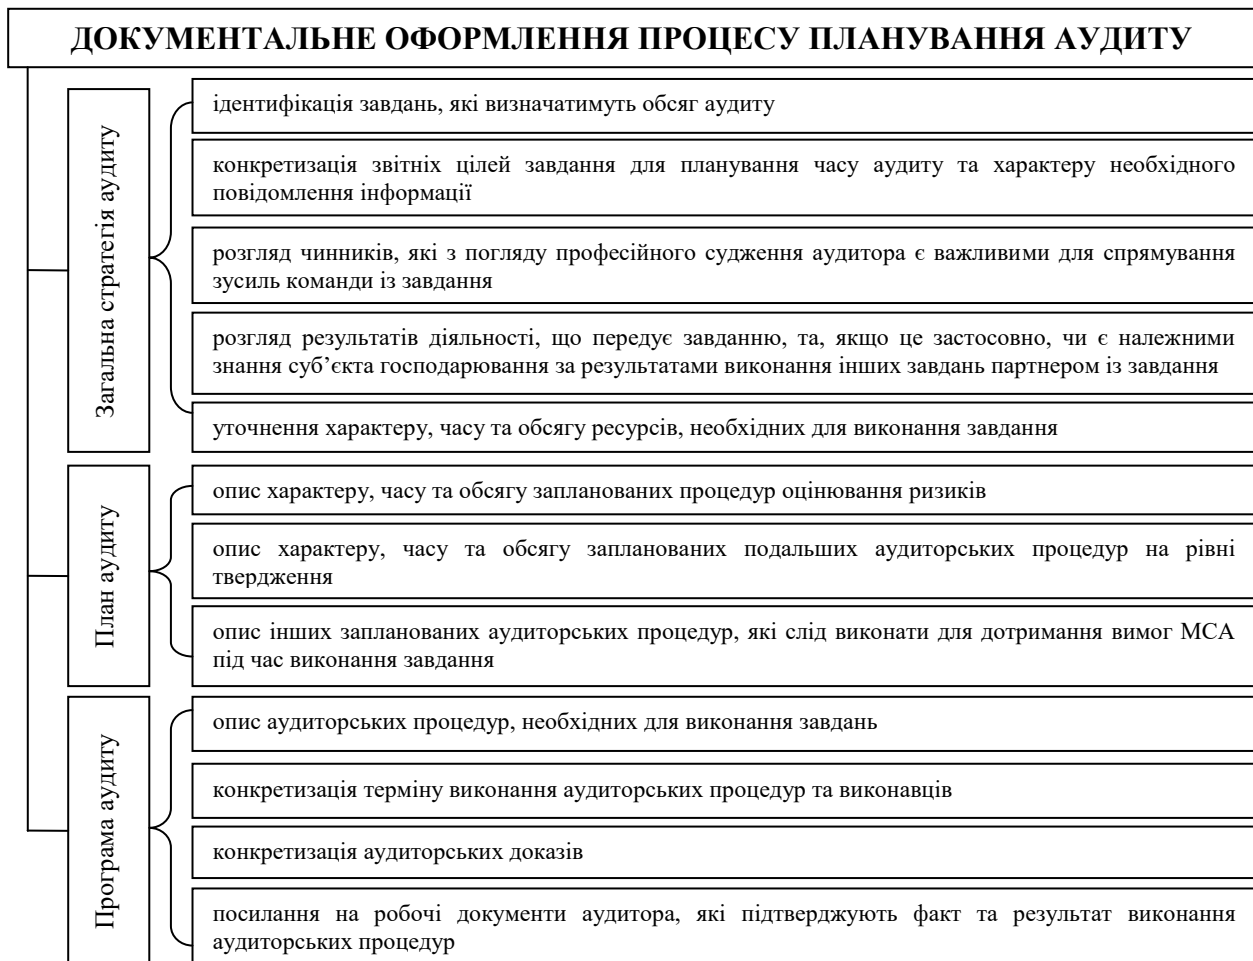 ДОКУМЕНТАЛЬНЕ ОФОРМЛЕННЯ ПРОЦЕСУ ПЛАНУВАННЯ АУДИТУ
Загальна стратегія аудиту
ідентифікація завдань, які визначатимуть обсяг аудиту
конкретизація звітніх цілей завдання для планування часу аудиту та характеру необхідного
повідомлення інформації
розгляд чинників, які з погляду професійного судження аудитора є важливими для спрямування
зусиль команди із завдання
розгляд результатів діяльності, що передує завданню, та, якщо це застосовно, чи є належними
знання суб’єкта господарювання за результатами виконання інших завдань партнером із завдання
уточнення характеру, часу та обсягу ресурсів, необхідних для виконання завдання
План аудиту
опис характеру, часу та обсягу запланованих процедур оцінювання ризиків
опис характеру, часу та обсягу запланованих подальших аудиторських процедур на рівні
твердження
опис інших запланованих аудиторських процедур, які слід виконати для дотримання вимог МСА
під час виконання завдання
Програма аудиту
опис аудиторських процедур, необхідних для виконання завдань
конкретизація терміну виконання аудиторських процедур та виконавців
конкретизація аудиторських доказів
посилання на робочі документи аудитора, які підтверджують факт та результат виконання
аудиторських процедур